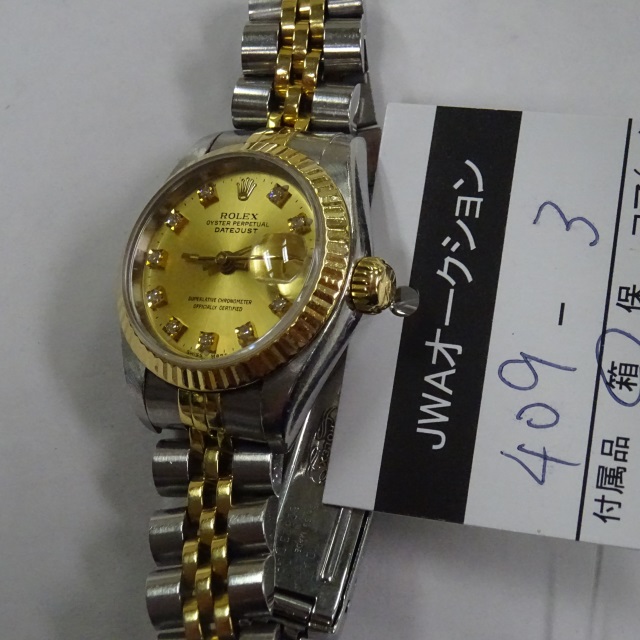 ROLEX
OYSTER PERPETUAL
DATEJUST
SUPERLATIVE CHRONOMETER
OFFICIALLY CERTIFIED
JWAオークション
409-3
付属品 箱 保